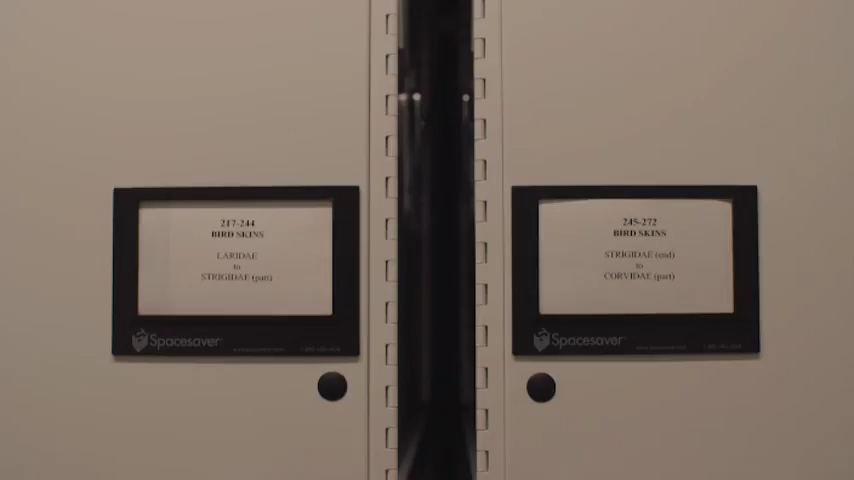 217-244
BIRD SKINS
LARIDAE
to
STRIGIDAE (part)
Spacesaver
245-272
BIRD SKINS
STRIGIDAE (end)
to
CORVIDAE (part)
Spacesaver